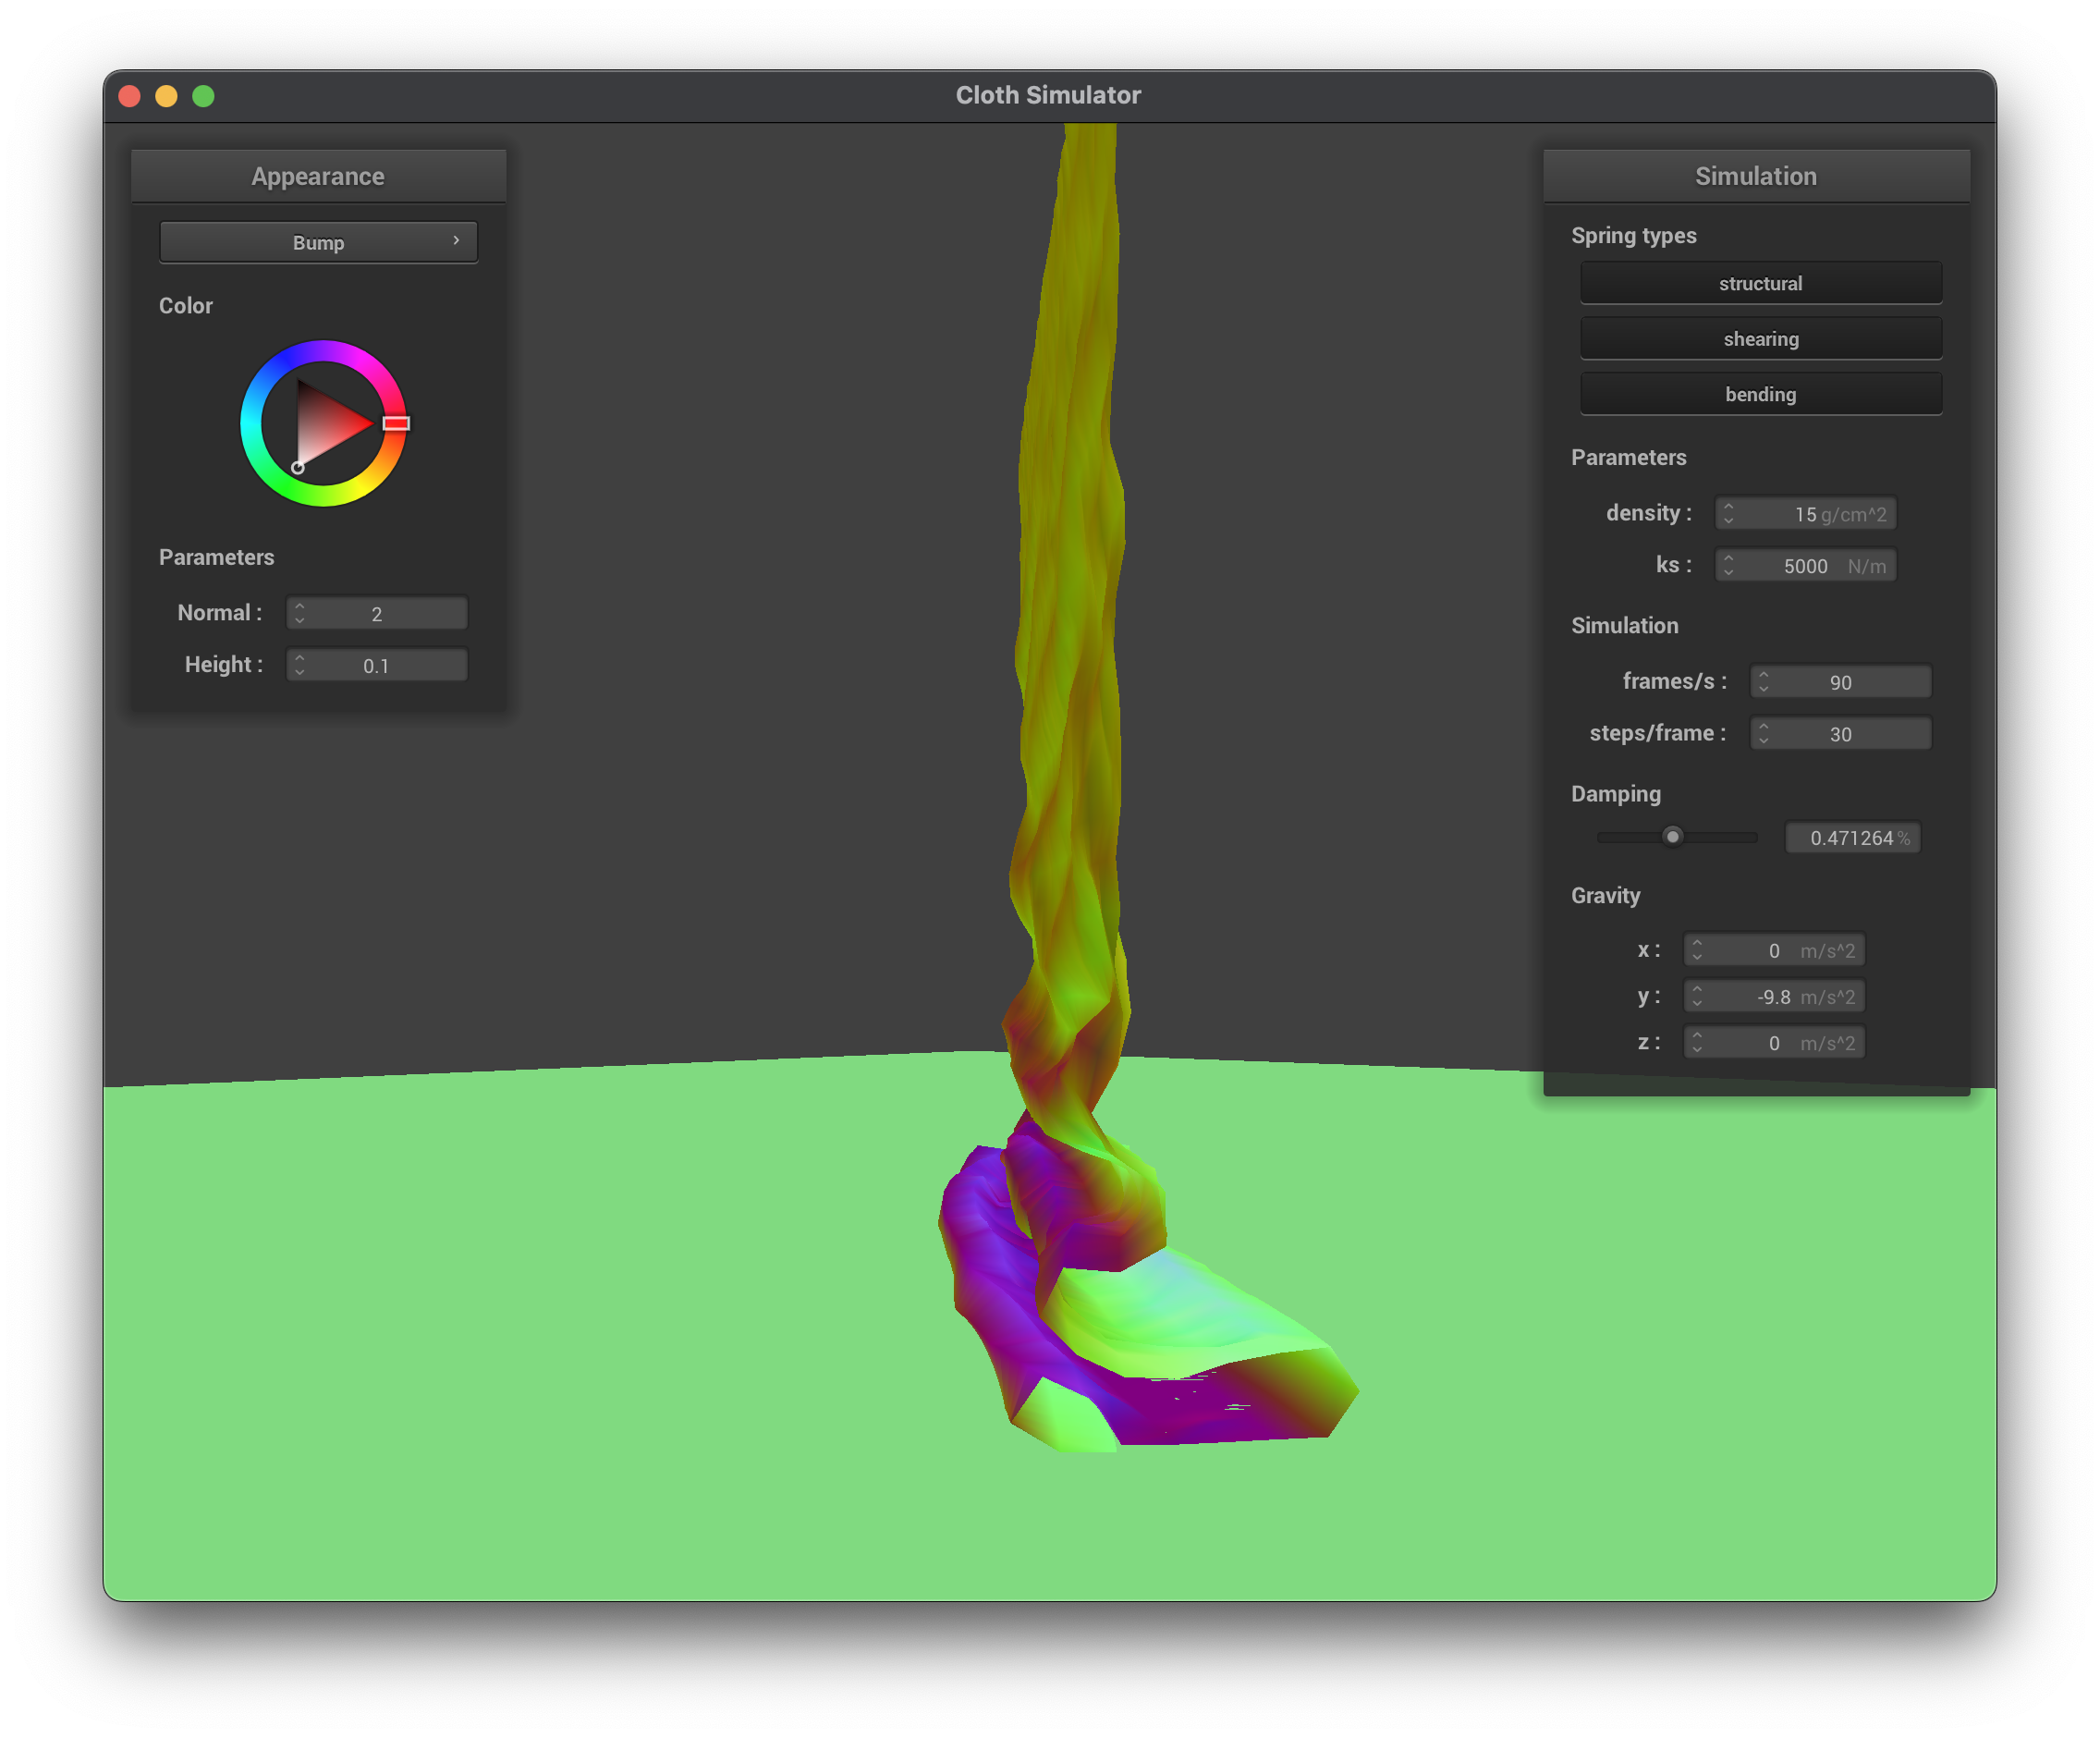 Cloth Simulator
Appearance
Bump
Color
Parameters
Normal : 2
Height : 0.1
Simulation
Spring types
structural
shearing
bending
Parameters
density : 15 g/cm^2
ks : 5000 N/m
Simulation
frames/s : 90
steps/frame : 30
Damping
0.471264 %
Gravity
x : 0 m/s^2
y : -9.8 m/s^2
z : 0 m/s^2